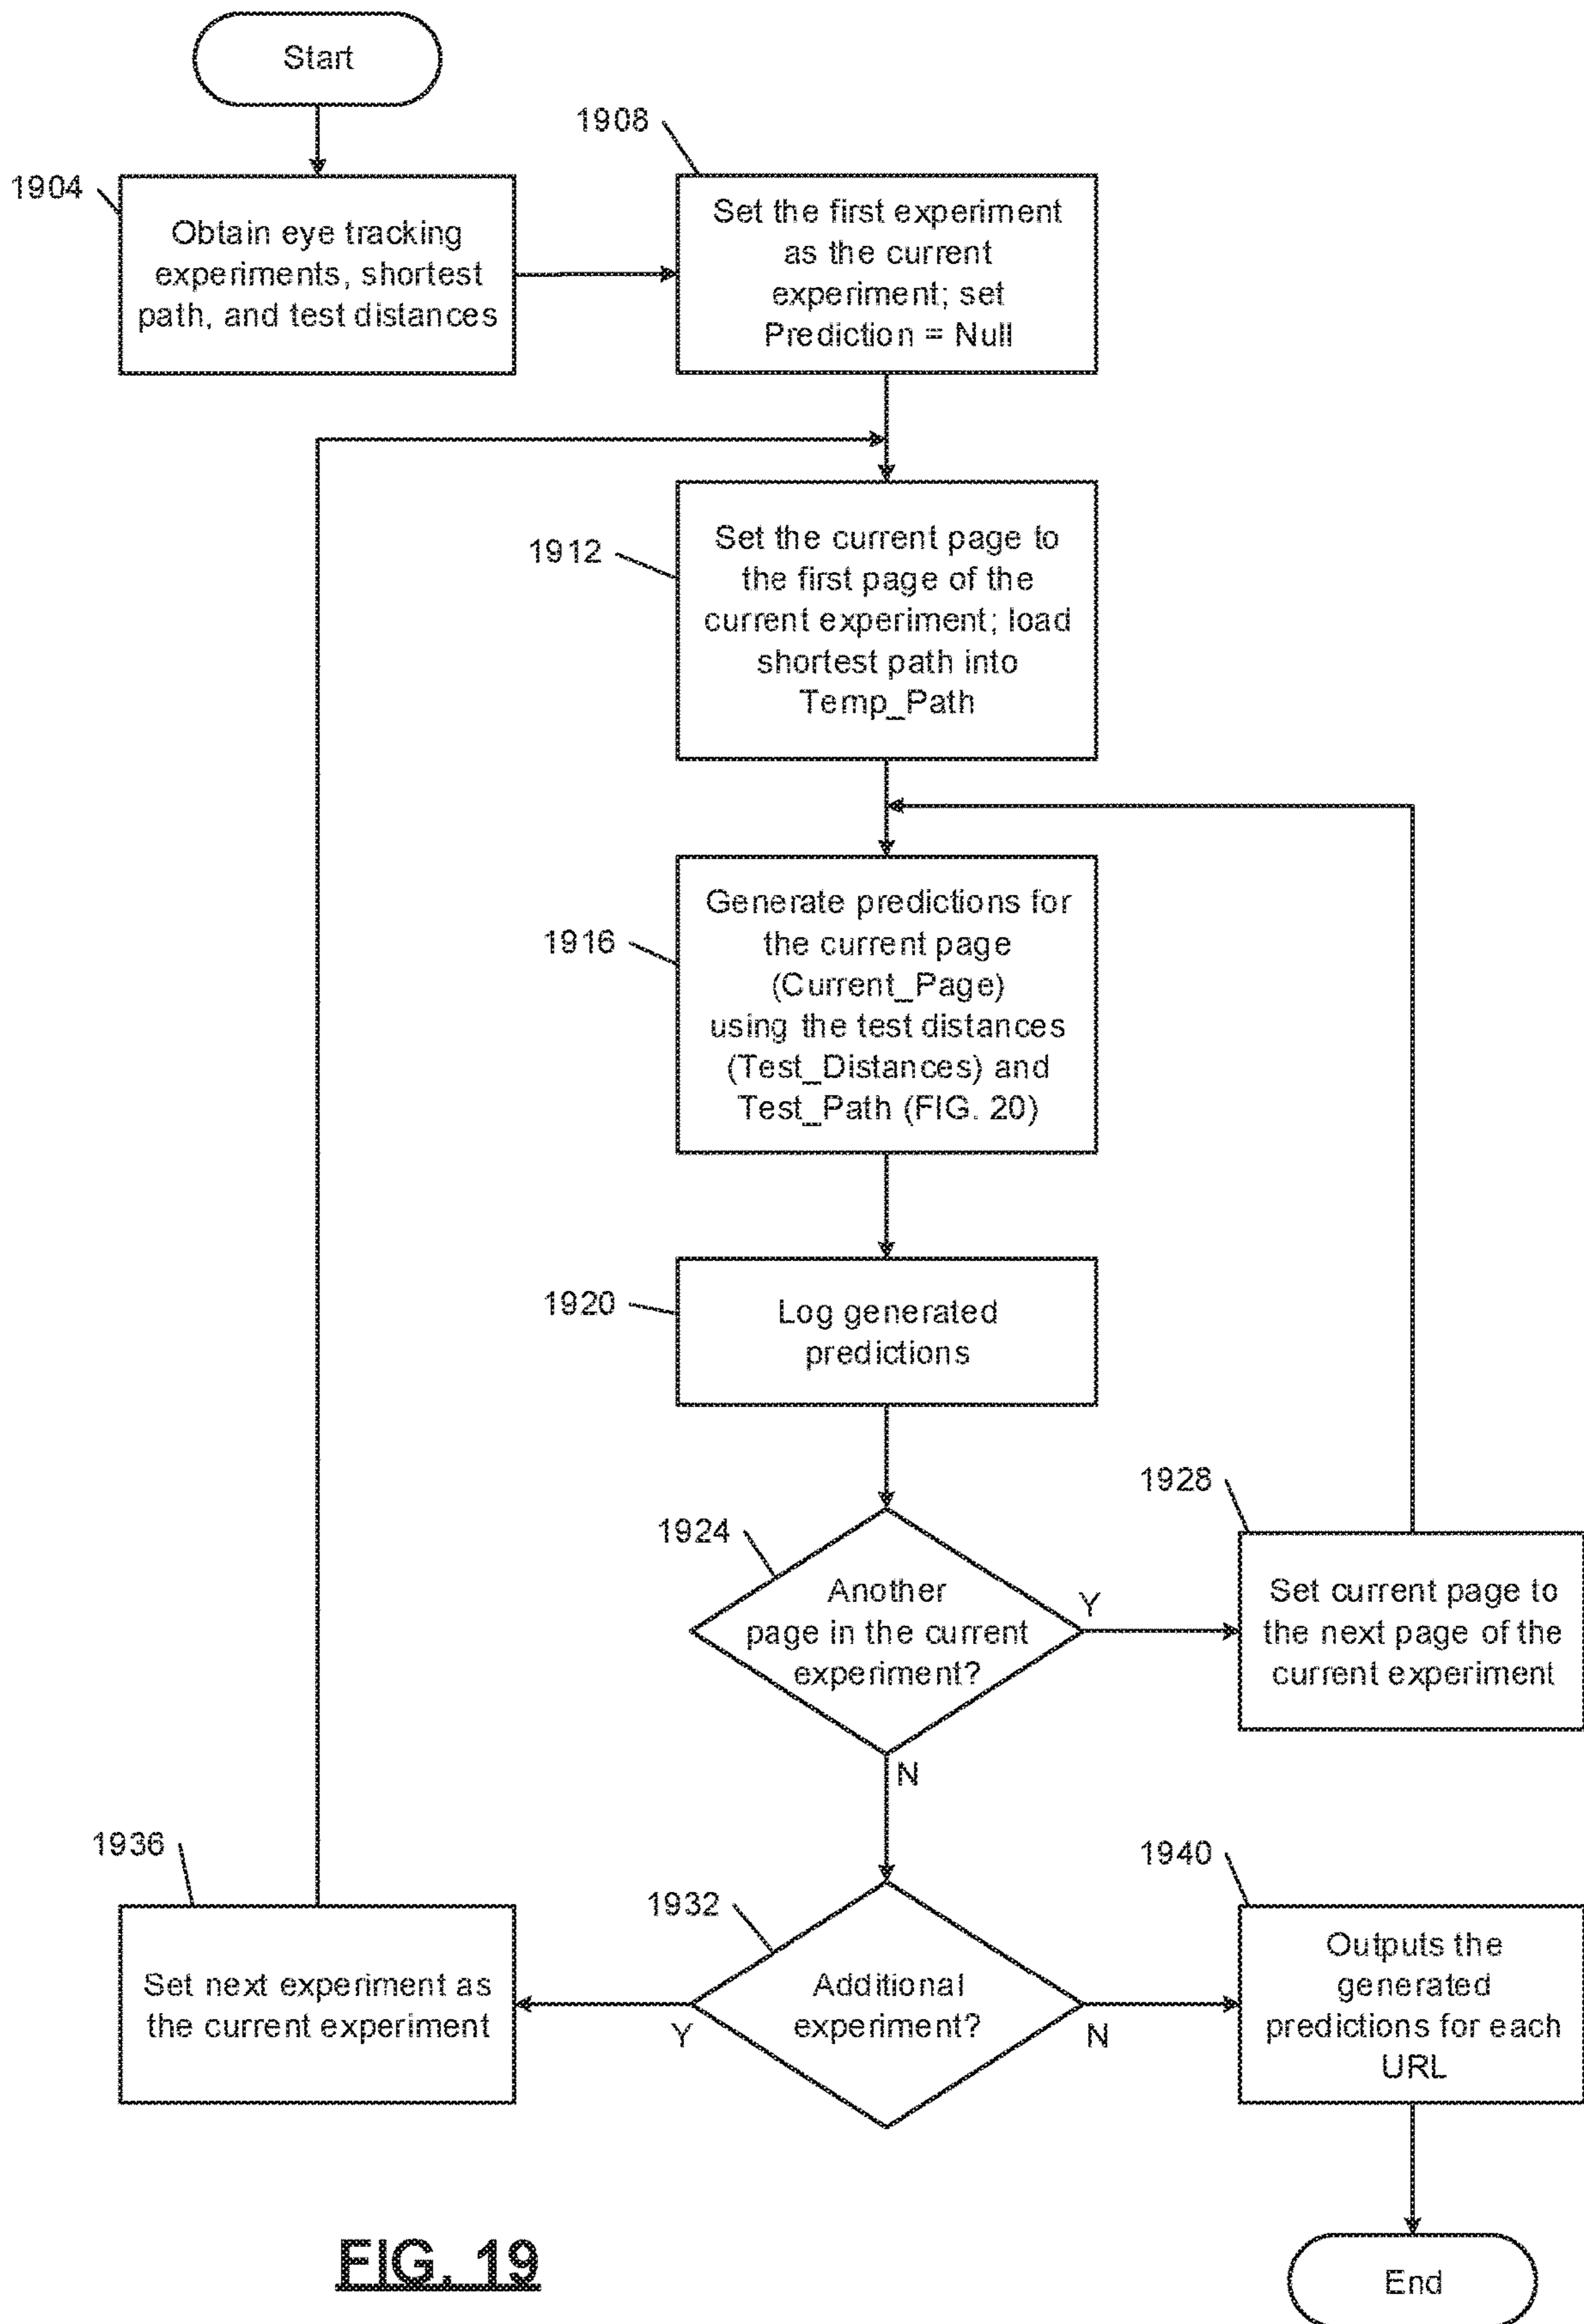 Start
1904
Obtain eye tracking
experiments, shortest
path, and test distances
1908
Set the first experiment
as the current
experiment; set
Prediction = Null
1912
Set the current page to
the first page of the
current experiment; load
shortest path into
Temp_Path
1916
Generate predictions for
the current page
(Current_Page)
using the test distances
(Test_Distances) and
Test_Path (FIG. 20)
1920
Log generated
predictions
1924
Another
page in the current
experiment?
Y
N
1928
Set current page to
the next page of the
current experiment
1932
Additional
experiment?
Y
N
1936
Set next experiment as
the current experiment
1940
Outputs the
generated
predictions for each
URL
End
FIG. 19